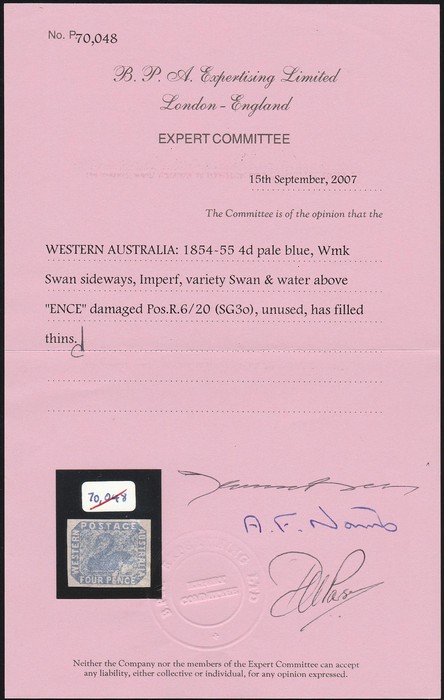 No. P. 70,048
B. P. A. Expertising Limited
London - England
EXPERT COMMITTEE
15th September, 2007
The Committee is of the opinion that the
WESTERN AUSTRALIA: 1854-55 4d pale blue, Wmk
Swan sideways, Imperf, variety Swan & water above
"ENCE" damaged Pos.R.6/20 (SG3o), unused, has filled
thins.
70,048
POSTAGE
WESTERN
AUSTRALIA
FOUR PENCE
EXPERT
COMMITTEE
Neither the Company nor the members of the Expert Committee can accept
any liability, either collective or individual, for any opinion expressed.